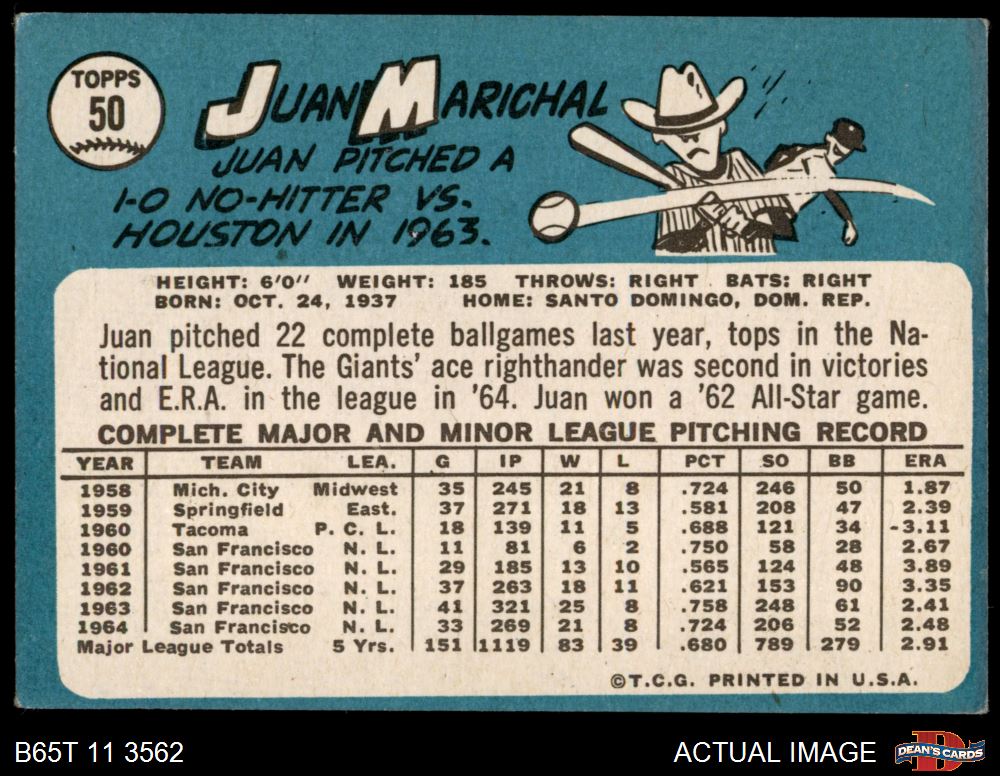 TOPPS
50
JUAN MARICHAL
JUAN PITCHED A
1-0 NO-HITTER VS.
HOUSTON IN 1963.
HEIGHT: 6'0" WEIGHT: 185 THROWS: RIGHT BATS: RIGHT
BORN: OCT. 24, 1937 HOME: SANTO DOMINGO, DOM. REP.
Juan pitched 22 complete ballgames last year, tops in the Na-
tional League. The Giants' ace righthander was second in victories
and E.R.A. in the league in '64. Juan won a '62 All-Star game.
COMPLETE MAJOR AND MINOR LEAGUE PITCHING RECORD
YEAR TEAM LEA. G IP W L PCT SO BB ERA
1958 Mich. City Midwest 35 245 21 8 .724 246 50 1.87
1959 Springfield East. 37 271 18 13 .581 208 47 2.39
1960 Tacoma P. C. L. 18 139 11 5 .688 121 34 -3.11
1960 San Francisco N. L. 11 81 6 2 .750 58 28 2.67
1961 San Francisco N. L. 29 185 13 10 .565 124 48 3.89
1962 San Francisco N. L. 37 263 18 11 .621 153 90 3.35
1963 San Francisco N. L. 41 321 25 8 .758 248 61 2.41
1964 San Francisco N. L. 33 269 21 8 .724 206 52 2.48
Major League Totals 5 Yrs. 151 1119 83 39 .680 789 279 2.91
©T.C.G. PRINTED IN U.S.A.
B65T 11 3562 ACTUAL IMAGE DEAN'S CARDS